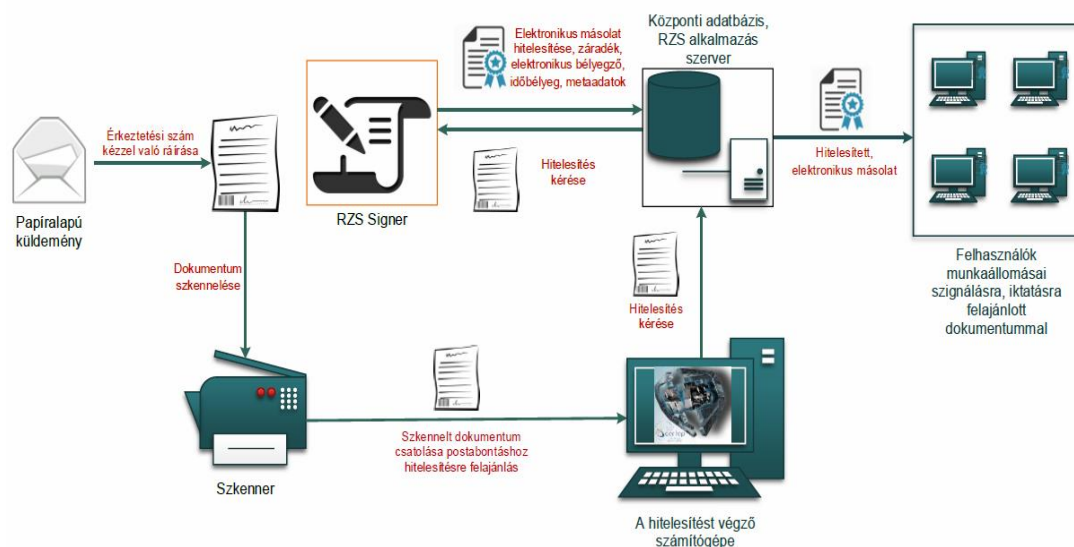 Elektronikus másolat
hitelesítése, záradék,
elektronikus bélyegző,
időbélyeg, metaadatok
Központi adatbázis,
RZS alkalmazás
szerver
Érkeztetési szám
kézzel való ráírása
Papíralapú
küldemény
RZS Signer
Hitelesítés
kérése
Hitelesített,
elektronikus másolat
Felhasználók
munkaállomásai
szignálásra, iktatásra
felajánlott
dokumentummal
Dokumentum
szkennelése
Hitelesítés
kérése
Szkennelt dokumentum
csatolása postabontáshoz
hitelesítésre felajánlás
Szkenner
A hitelesítést végző
számítógépe